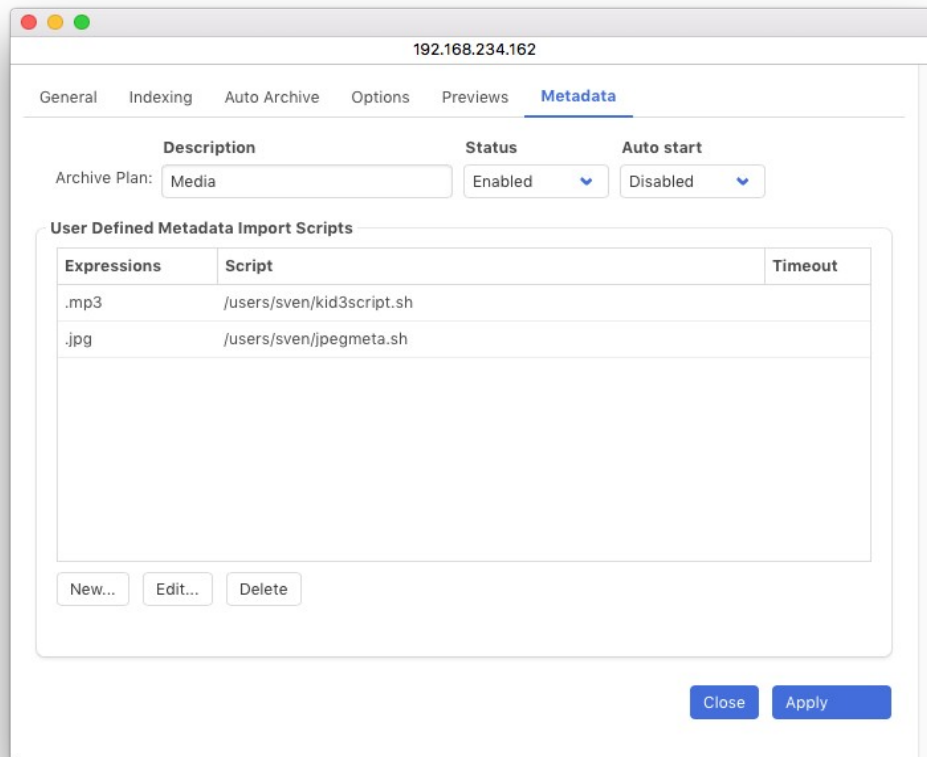 192.168.234.162
General Indexing Auto Archive Options Previews Metadata
Description Status Auto start
Archive Plan: Media Enabled Disabled
User Defined Metadata Import Scripts
Expressions Script Timeout
.mp3 /users/sven/kid3script.sh
.jpg /users/sven/jpegmeta.sh
New... Edit... Delete
Close Apply